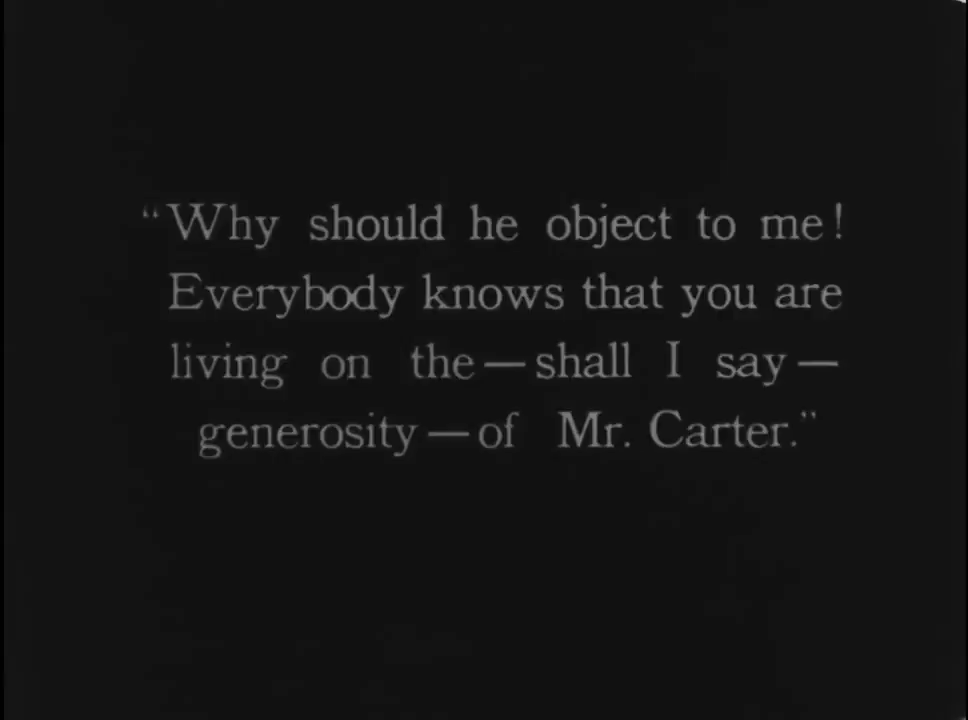 “Why should he object to me!
Everybody knows that you are
living on the—shall I say—
generosity—of Mr. Carter.”